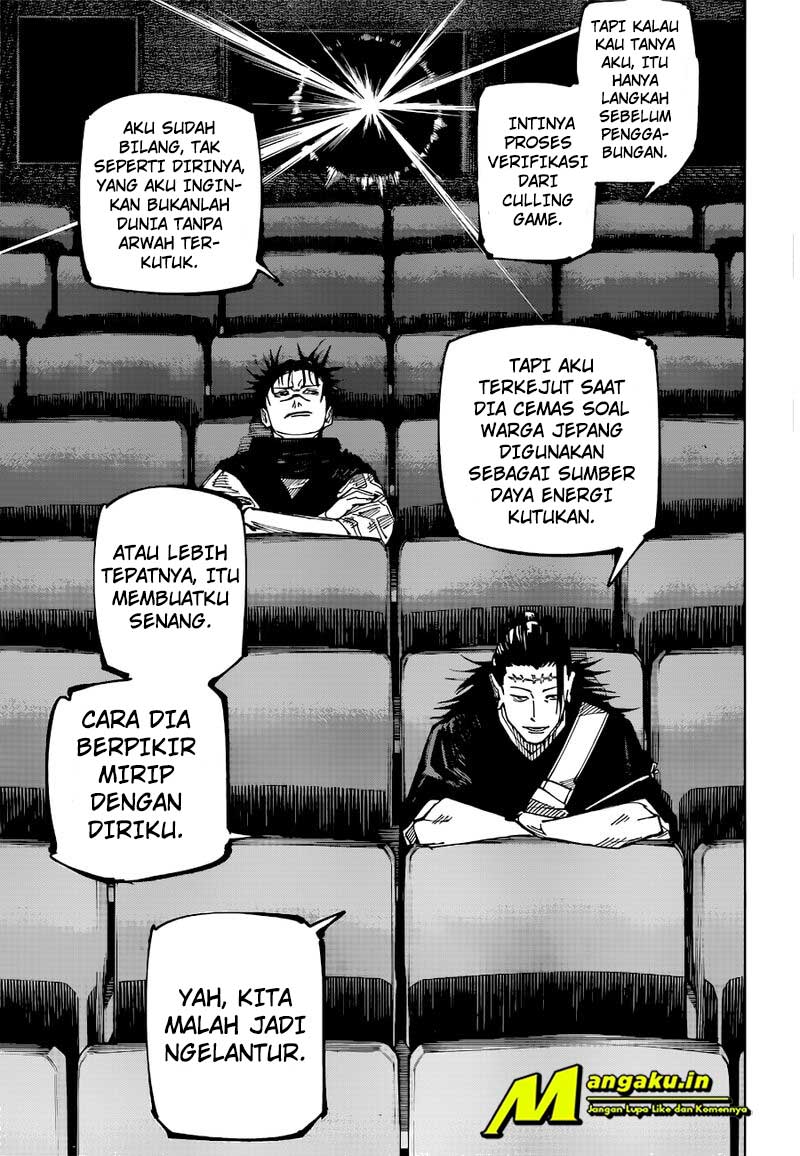 TAPI KALAU
KAU TANYA
AKU, ITU
HANYA
LANGKAH
SEBELUM
PENGGA-
BUNGAN.
INTINYA
PROSES
VERIFIKASI
DARI
CULLING
GAME.
AKU SUDAH
BILANG, TAK
SEPERTI DIRINYA,
YANG AKU INGIN-
KAN BUKANLAH
DUNIA TANPA
ARWAH TER-
KUTUK.
TAPI AKU
TERKEJUT SAAT
DIA CEMAS SOAL
WARGA JEPANG
DIGUNAKAN
SEBAGAI SUMBER
DAYA ENERGI
KUTUKAN.
ATAU LEBIH
TEPATNYA, ITU
MEMBUATKU
SENANG.
CARA DIA
BERPIKIR
MIRIP
DENGAN
DIRIKU.
YAH, KITA
MALAH JADI
NGELANTUR.
Mangaku.in
Jangan Lupa Like dan Komennya